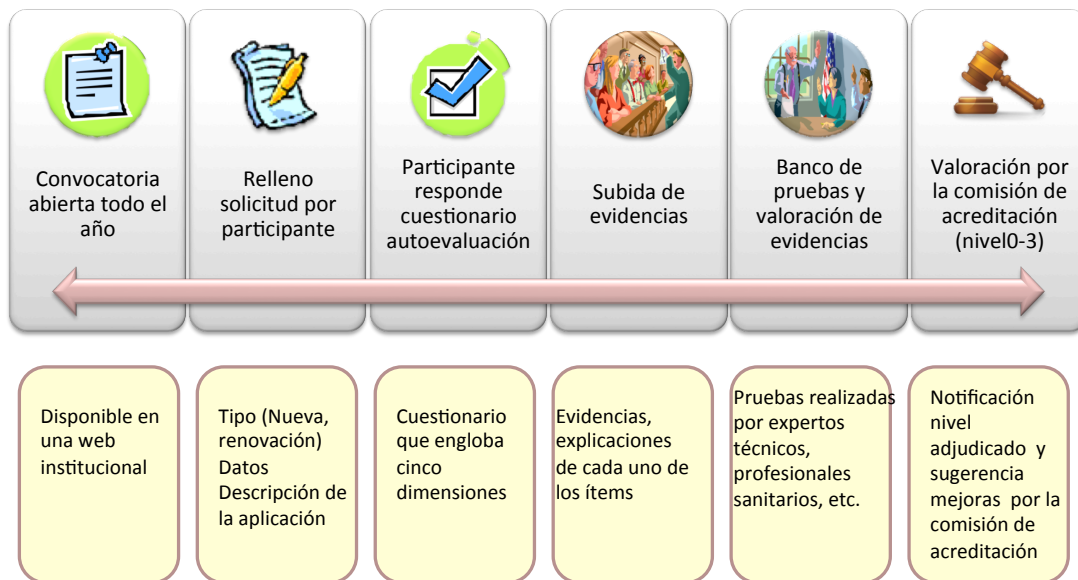 Convocatoria
abierta todo el
año
Relleno
solicitud por
participante
Participante
responde
cuestionario
autoevaluación
Subida de
evidencias
Banco de
pruebas y
valoración de
evidencias
Valoración por
la comisión de
acreditación
(nivel0-3)
Disponible en
una web
institucional
Tipo (Nueva,
renovación)
Datos
Descripción de
la aplicación
Cuestionario
que engloba
cinco
dimensiones
Evidencias,
explicaciones
de cada uno de
los ítems
Pruebas realizadas
por expertos
técnicos,
profesionales
sanitarios, etc.
Notificación
nivel
adjudicado y
sugerencia
mejoras por la
comisión de
acreditación